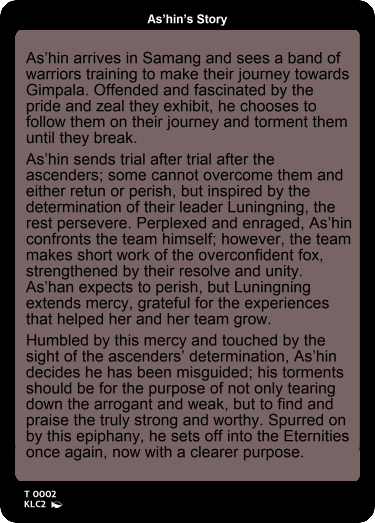 As'hin's Story
As'hin arrives in Samang and sees a band of
warriors training to make their journey towards
Gimpala. Offended and fascinated by the
pride and zeal they exhibit, he chooses to
follow them on their journey and torment them
until they break.
As'hin sends trial after trial after the
ascenders; some cannot overcome them and
either retun or perish, but inspired by the
determination of their leader Luningning, the
rest persevere. Perplexed and enraged, As'hin
confronts the team himself; however, the team
makes short work of the overconfident fox,
strengthened by their resolve and unity.
As'han expects to perish, but Luningning
extends mercy, grateful for the experiences
that helped her and her team grow.
Humbled by this mercy and touched by the
sight of the ascenders' determination, As'hin
decides he has been misguided; his torments
should be for the purpose of not only tearing
down the arrogant and weak, but to find and
praise the truly strong and worthy. Spurred on
by this epiphany, he sets off into the Eternities
once again, now with a clearer purpose.
T 0002
KLC2